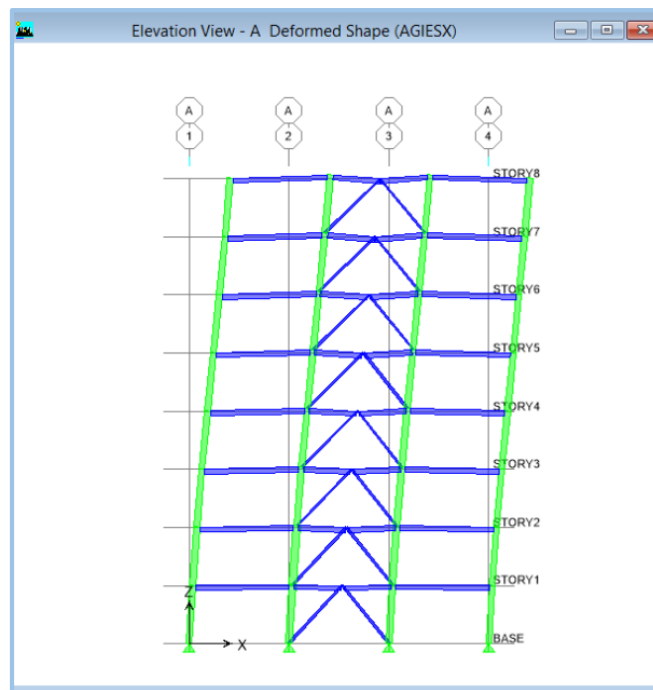 Elevation View - A Deformed Shape (AGIESX)
A A A A
1 2 3 4
STORY8
STORY7
STORY6
STORY5
STORY4
STORY3
STORY2
STORY1
Z
X
BASE